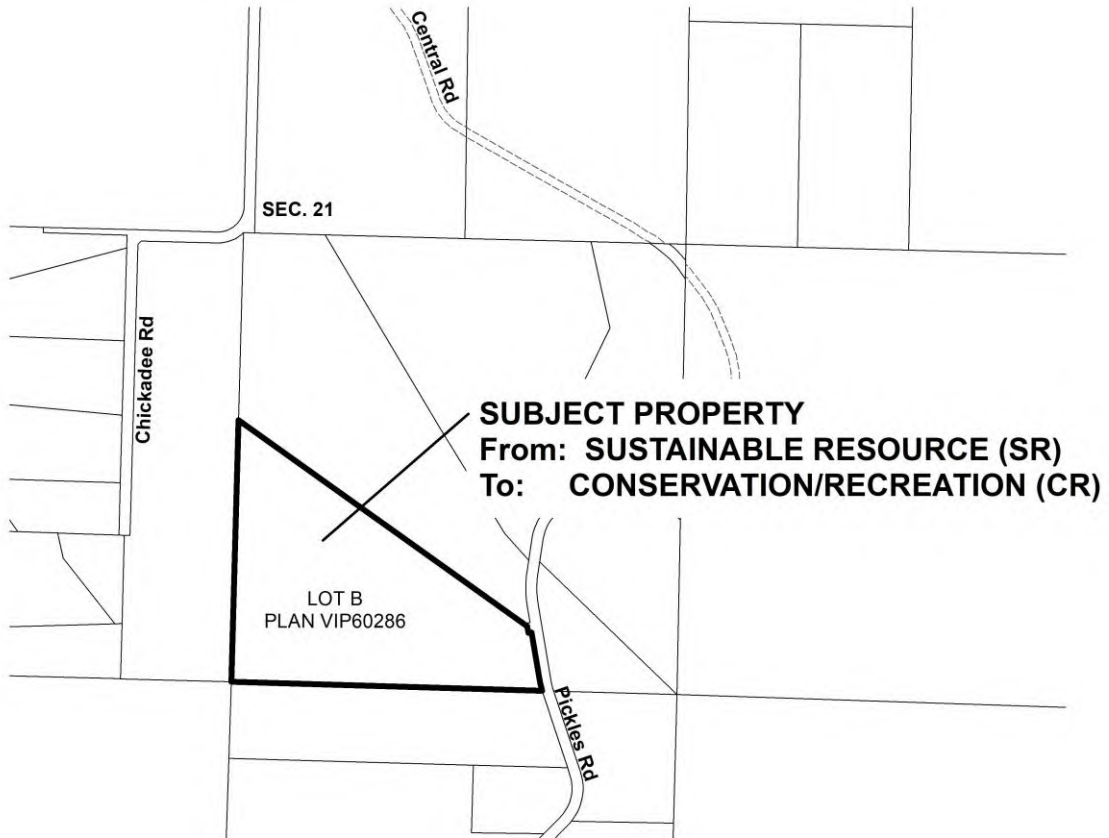 Central Rd
SEC. 21
Chickadee Rd
SUBJECT PROPERTY
From: SUSTAINABLE RESOURCE (SR)
To: CONSERVATION/RECREATION (CR)
LOT B
PLAN VIP60286
Pickles Rd